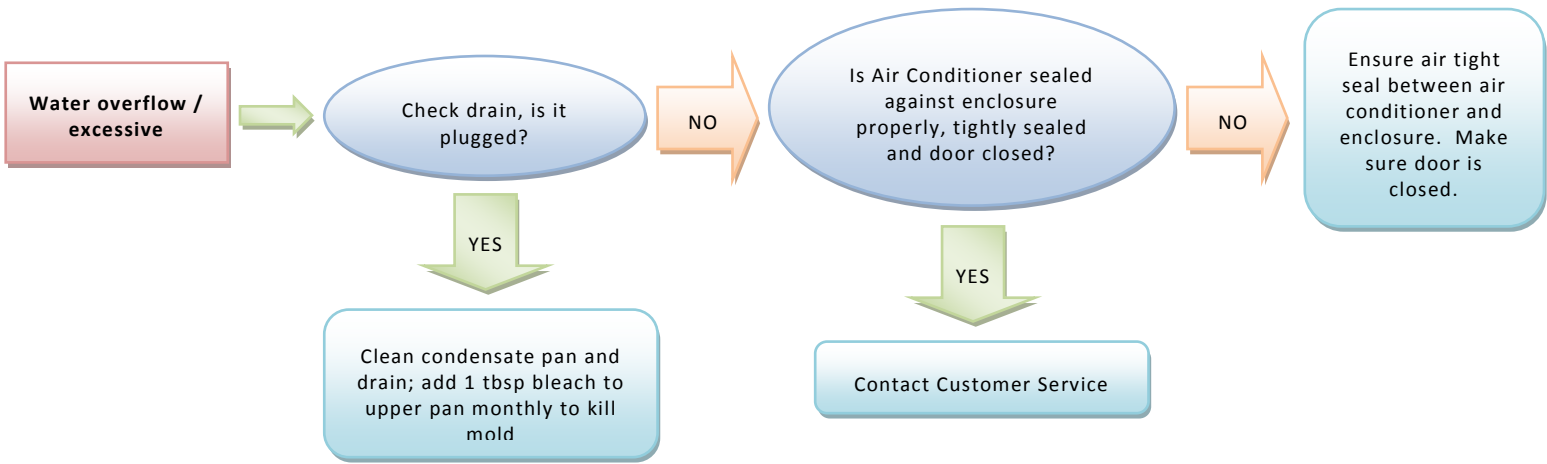 Water overflow /
excessive
Check drain, is it
plugged?
NO
Is Air Conditioner sealed
against enclosure
properly, tightly sealed
and door closed?
NO
Ensure air tight
seal between air
conditioner and
enclosure. Make
sure door is
closed.
YES
Clean condensate pan and
drain; add 1 tbsp bleach to
upper pan monthly to kill
mold
YES
Contact Customer Service